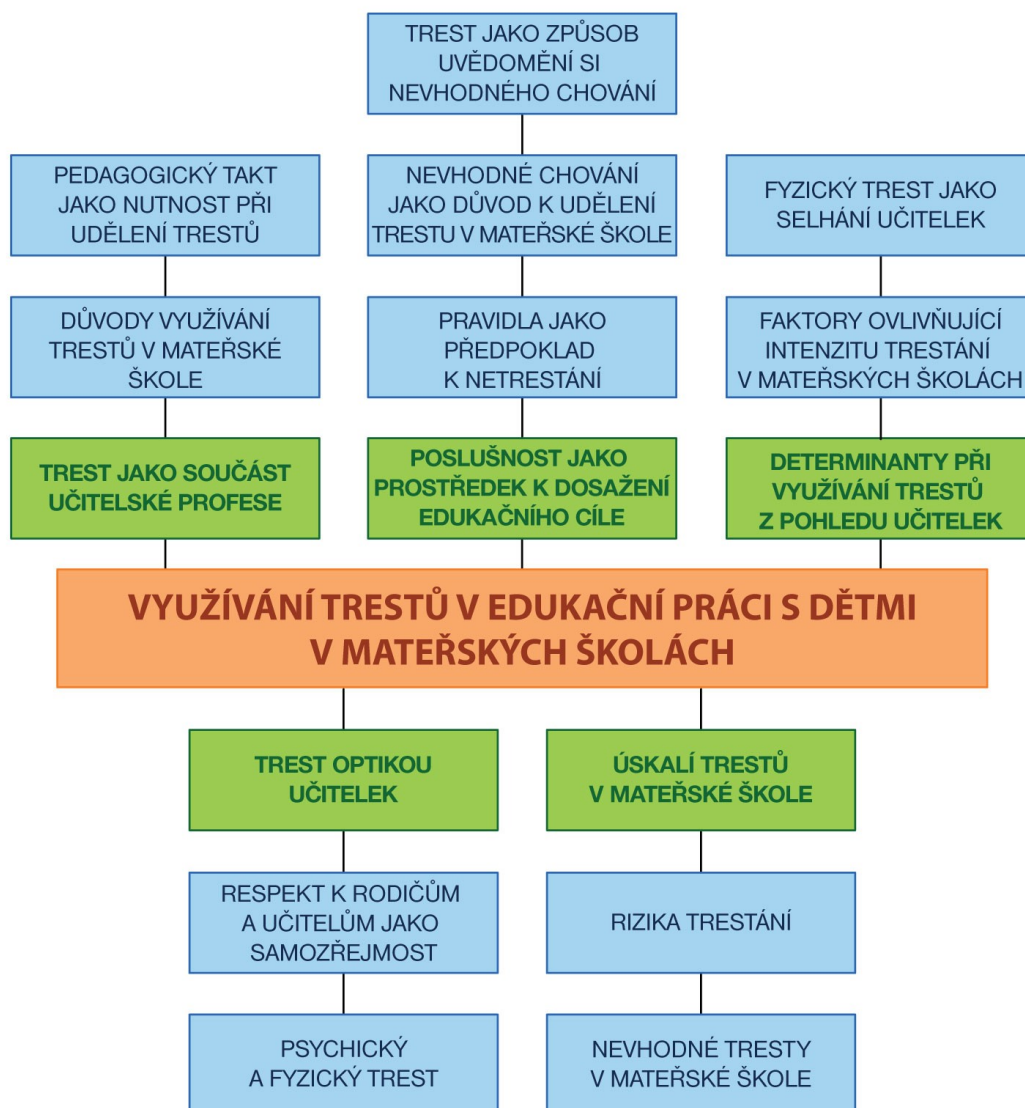 TREST JAKO ZPŮSOB
UVĚDOMĚNÍ SI
NEVHODNÉHO CHOVÁNÍ
PEDAGOGICKÝ TAKT
JAKO NUTNOST PŘI
UDĚLENÍ TRESTŮ
NEVHODNÉ CHOVÁNÍ
JAKO DŮVOD K UDĚLENÍ
TRESTU V MATEŘSKÉ ŠKOLE
FYZICKÝ TREST JAKO
SELHÁNÍ UČITELEK
DŮVODY VYUŽÍVÁNÍ
TRESTŮ V MATEŘSKÉ
ŠKOLE
PRAVIDLA JAKO
PŘEDPOKLAD
K NETRESTÁNÍ
FAKTORY OVLIVŇUJÍCÍ
INTENZITU TRESTÁNÍ
V MATEŘSKÝCH ŠKOLÁCH
TREST JAKO SOUČÁST
UČITELSKÉ PROFESE
POSLUŠNOST JAKO
PROSTŘEDEK K DOSAŽENÍ
EDUKAČNÍHO CÍLE
DETERMINANTY PŘI
VYUŽÍVÁNÍ TRESTŮ
Z POHLEDU UČITELEK
VYUŽÍVÁNÍ TRESTŮ V EDUKAČNÍ PRÁCI S DĚTMI
V MATEŘSKÝCH ŠKOLÁCH
TREST OPTIKOU
UČITELEK
ÚSKALÍ TRESTŮ
V MATEŘSKÉ ŠKOLE
RESPEKT K RODIČŮM
A UČITELŮM JAKO
SAMOZŘEJMOST
RIZIKA TRESTÁNÍ
PSYCHICKÝ
A FYZICKÝ TREST
NEVHODNÉ TRESTY
V MATEŘSKÉ ŠKOLE